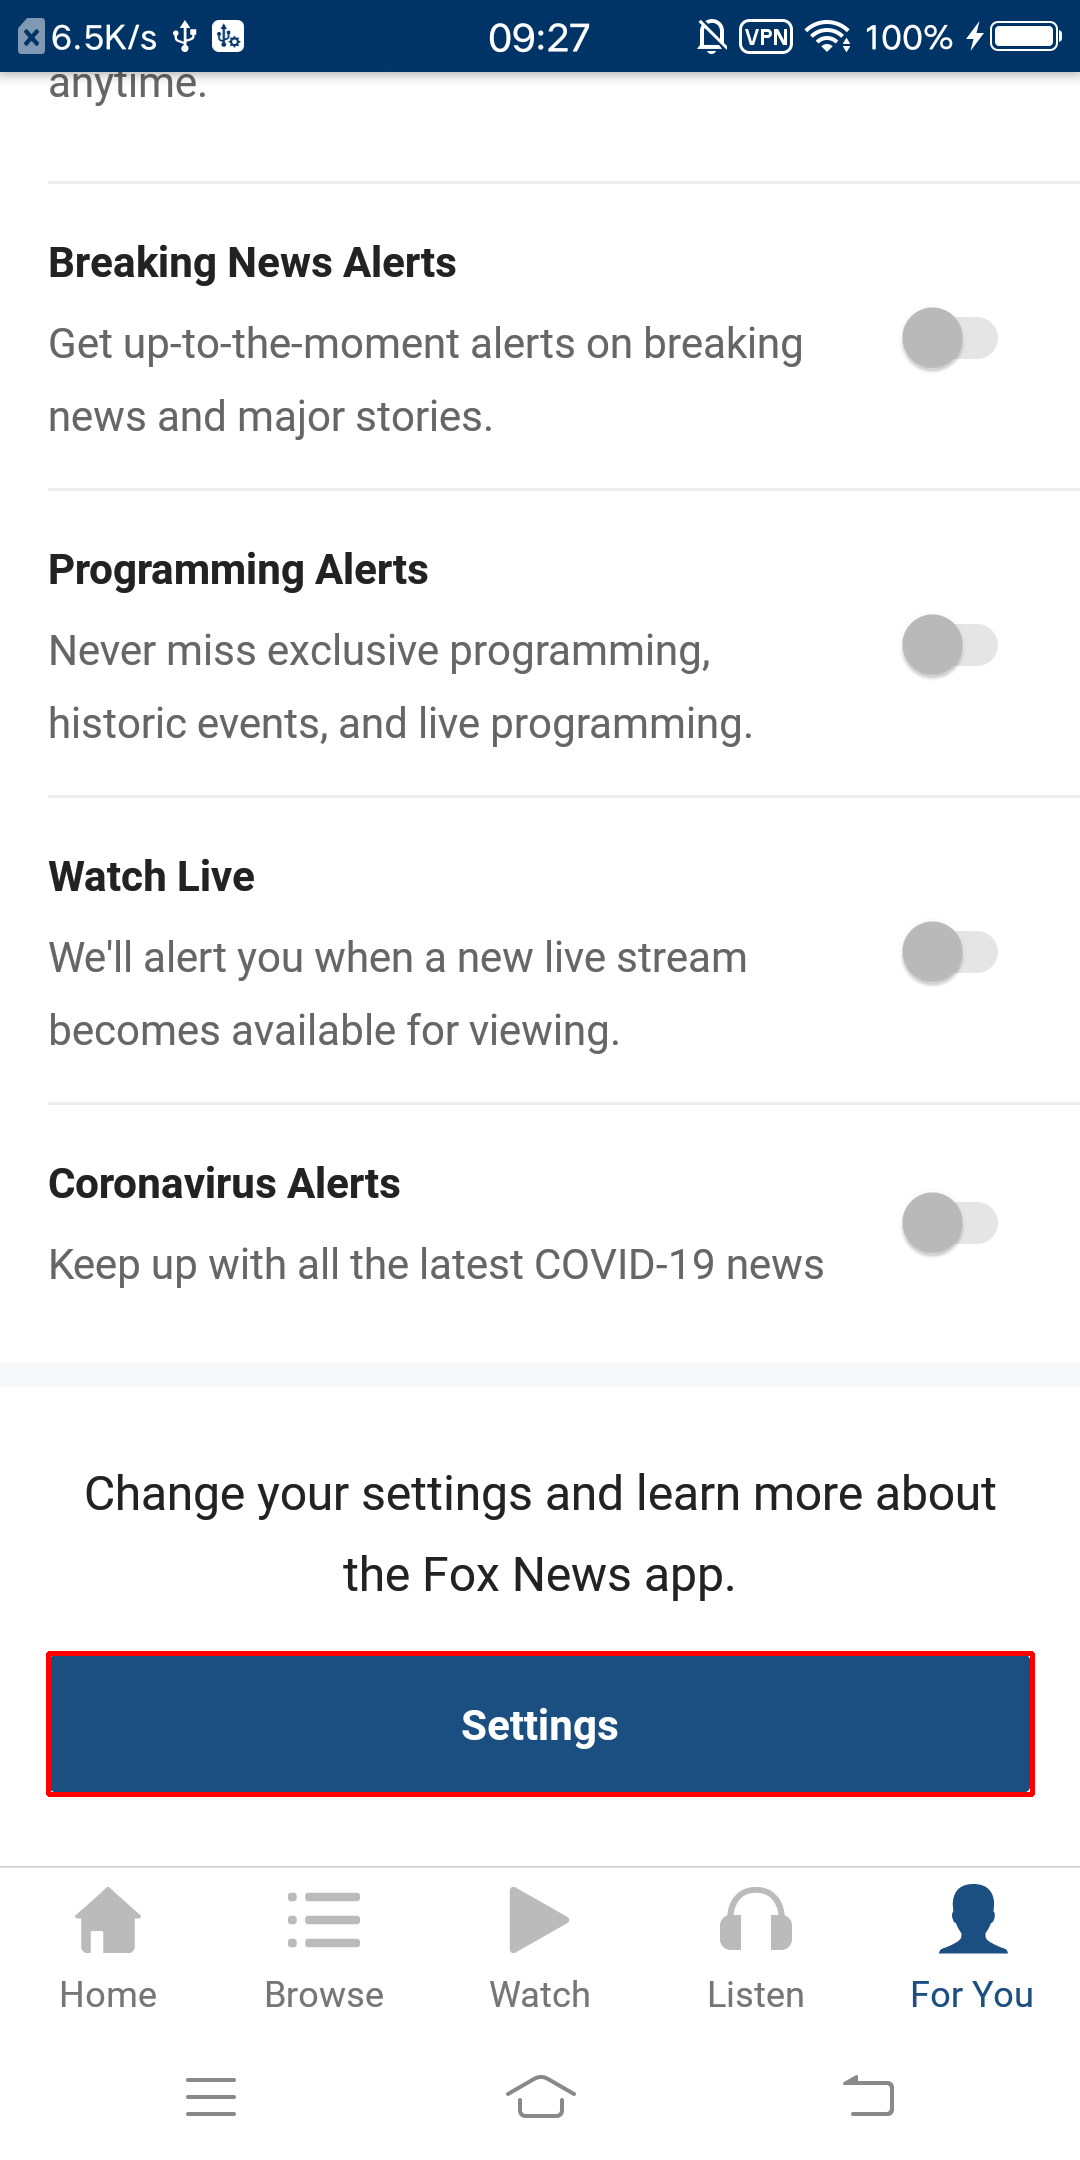 6.5K/s 09:27 VPN 100%
anytime.
Breaking News Alerts
Get up-to-the-moment alerts on breaking
news and major stories.
Programming Alerts
Never miss exclusive programming,
historic events, and live programming.
Watch Live
We'll alert you when a new live stream
becomes available for viewing.
Coronavirus Alerts
Keep up with all the latest COVID-19 news
Change your settings and learn more about
the Fox News app.
Settings
Home Browse Watch Listen For You